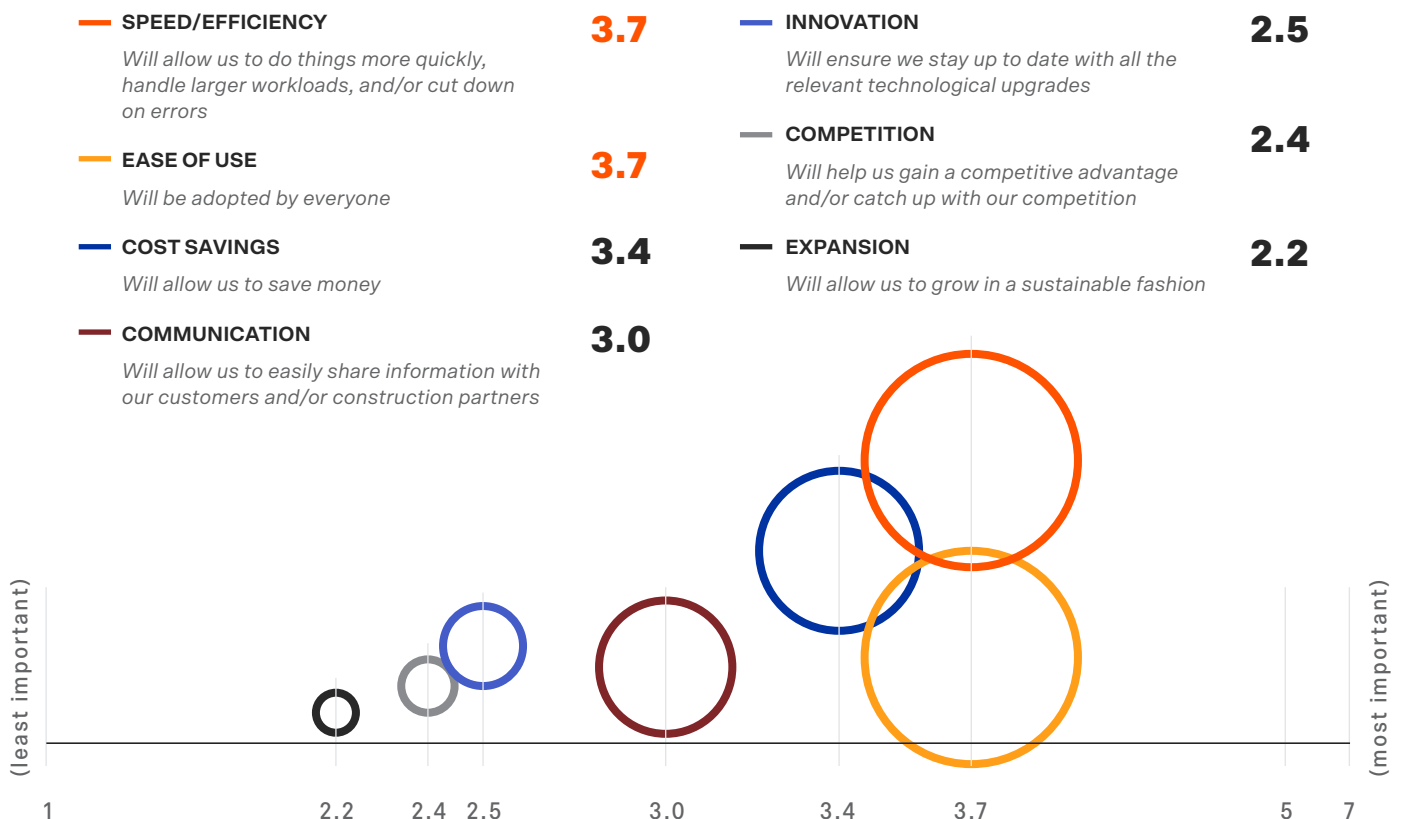 SPEED/EFFICIENCY
3.7
Will allow us to do things more quickly,
handle larger workloads, and/or cut down
on errors
EASE OF USE
3.7
Will be adopted by everyone
COST SAVINGS
3.4
Will allow us to save money
COMMUNICATION
3.0
Will allow us to easily share information with
our customers and/or construction partners
INNOVATION
2.5
Will ensure we stay up to date with all the
relevant technological upgrades
COMPETITION
2.4
Will help us gain a competitive advantage
and/or catch up with our competition
EXPANSION
2.2
Will allow us to grow in a sustainable fashion
(least important)
(most important)
1 2.2 2.4 2.5 3.0 3.4 3.7 5 7